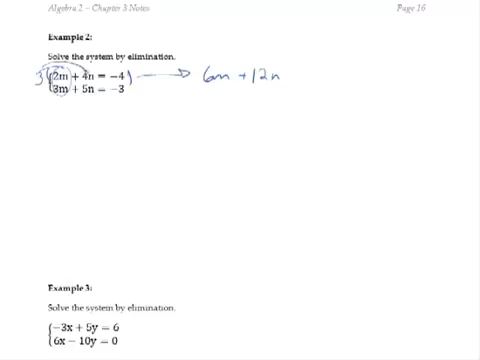 Algebra 2 – Chapter 3 Notes Page 16
Example 2:
Solve the system by elimination.
3(2m + 4n = −4) → 6m + 12n
3m + 5n = −3
Example 3:
Solve the system by elimination.
−3x + 5y = 6
6x − 10y = 0